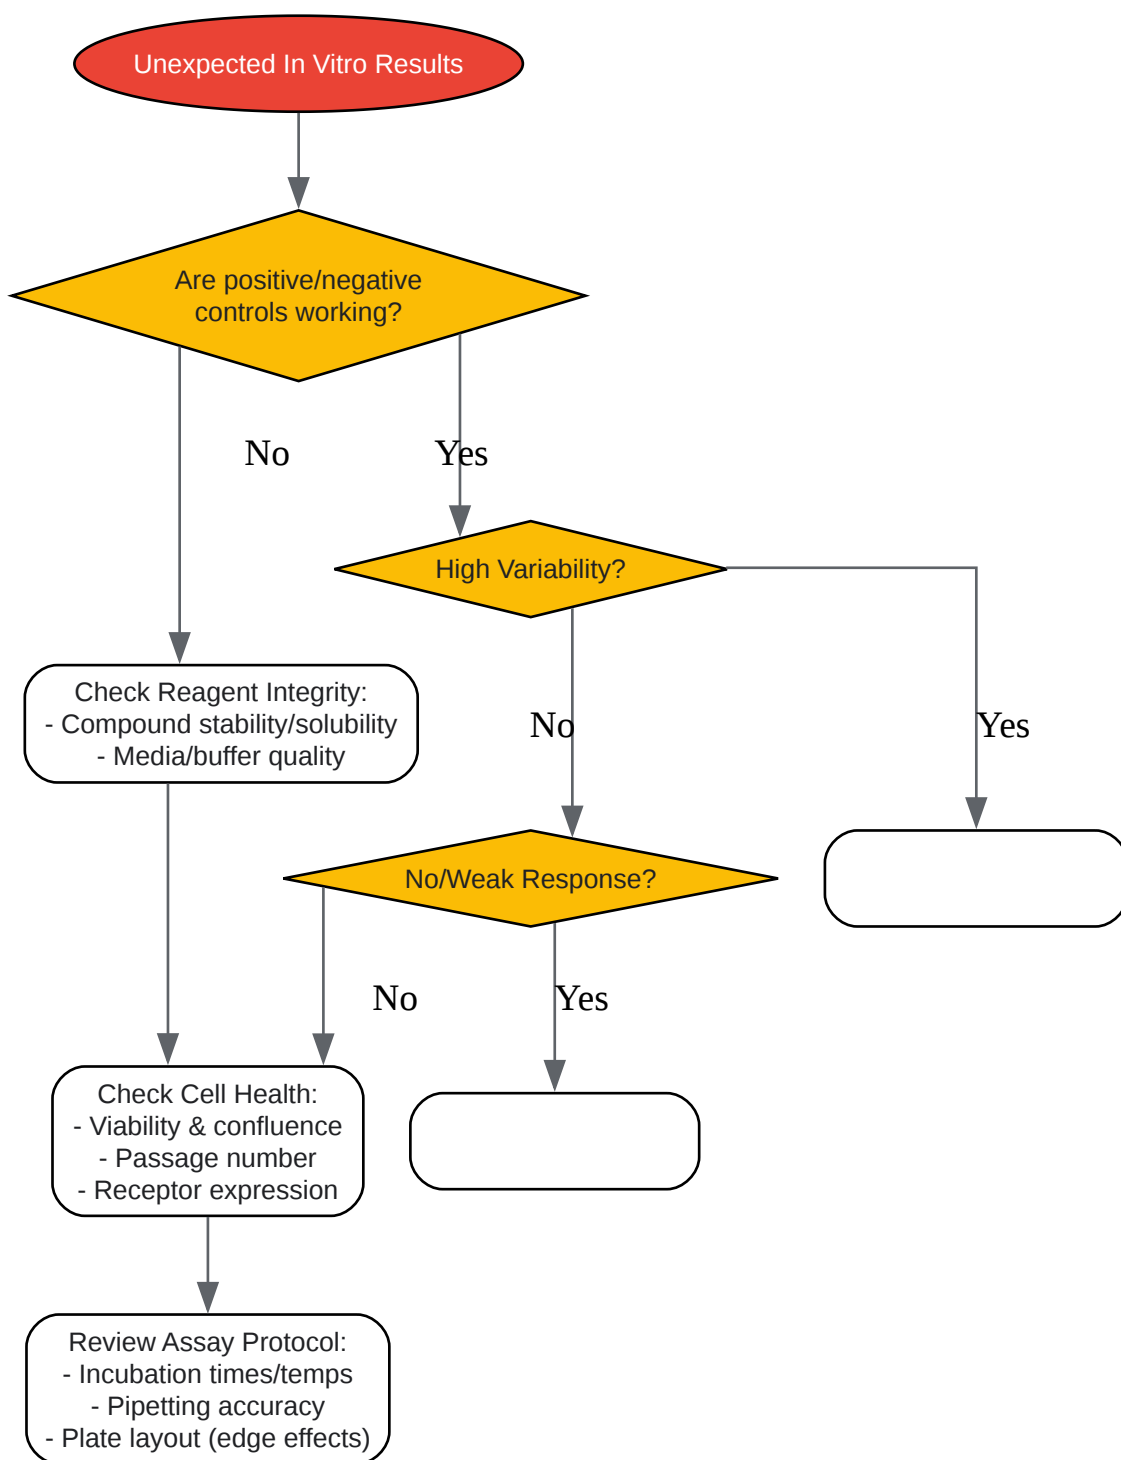 Unexpected In Vitro Results
Are positive/negative
controls working?
No
Yes
High Variability?
Check Reagent Integrity:
- Compound stability/solubility
- Media/buffer quality
No
Yes
No/Weak Response?
No
Yes
Check Cell Health:
- Viability & confluence
- Passage number
- Receptor expression
Review Assay Protocol:
- Incubation times/temps
- Pipetting accuracy
- Plate layout (edge effects)